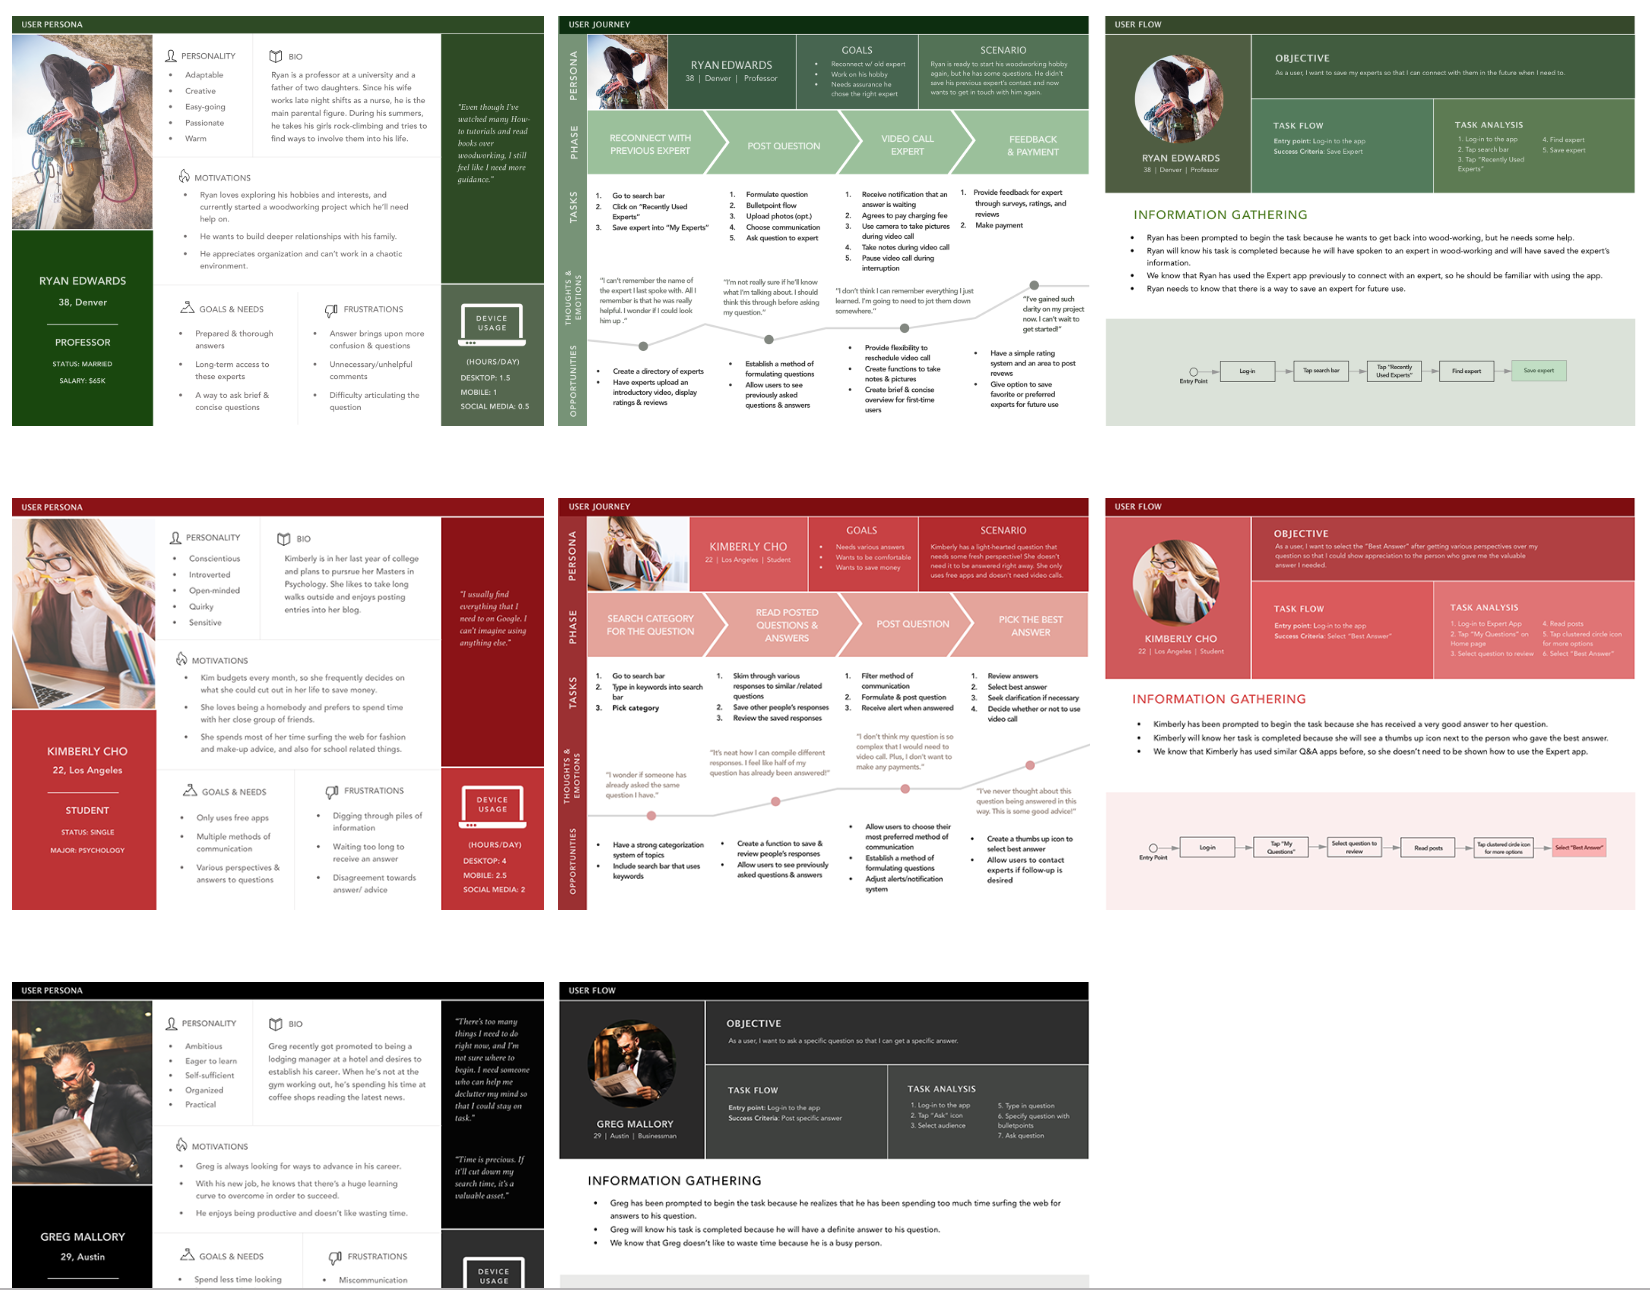 USER PERSONA
PERSONALITY
• Adaptable
• Creative
• Easy-going
• Passionate
• Warm
BIO
Ryan is a professor at a university and a
father of two daughters. Since his wife
works late night shifts as a nurse, he is the
main parental figure. During his summers,
he takes his girls rock-climbing and tries to
find ways to involve them into his life.
"Even though I've
watched many How-
to tutorials and read
books over
woodworking, I still
feel like I need more
guidance."
MOTIVATIONS
• Ryan loves exploring his hobbies and interests, and
currently started a woodworking project which he'll need
help on.
• He wants to build deeper relationships with his family.
• He appreciates organization and can't work in a chaotic
environment.
RYAN EDWARDS
38, Denver
PROFESSOR
STATUS: MARRIED
SALARY: $65K
GOALS & NEEDS
• Prepared & thorough
answers
• Long-term access to
these experts
• A way to ask brief &
concise questions
FRUSTRATIONS
• Answer brings upon more
confusion & questions
• Unnecessary/unhelpful
comments
• Difficulty articulating the
question
DEVICE
USAGE
(HOURS/DAY)
DESKTOP: 1.5
MOBILE: 1
SOCIAL MEDIA: 0.5
USER JOURNEY
PERSONA
RYAN EDWARDS
38 | Denver | Professor
GOALS
• Reconnect w/ old expert
• Work on his hobby
• Needs assurance he
chose the right expert
SCENARIO
Ryan is ready to start his woodworking hobby
again, but he has some questions. He didn't
save his previous expert's contact and now
wants to get in touch with him again.
PHASE
RECONNECT WITH
PREVIOUS EXPERT
POST QUESTION
VIDEO CALL
EXPERT
FEEDBACK
& PAYMENT
TASKS
1. Go to search bar
2. Click on "Recently Used
Experts"
3. Save expert into "My Experts"
1. Formulate question
2. Bulletpoint flow
3. Upload photos (opt.)
4. Choose communication
5. Ask question to expert
1. Receive notification that an
answer is waiting
2. Agrees to pay charging fee
3. Use camera to take pictures
during video call
4. Take notes during video call
5. Pause video call during
interruption
1. Provide feedback for expert
through surveys, ratings, and
reviews
2. Make payment
THOUGHTS &
EMOTIONS
"I can't remember the name of
the expert I last spoke with. All I
remember is that he was really
helpful. I wonder if I could look
him up ."
"I'm not really sure if he'll know
what I'm talking about. I should
think this through before asking
my question."
"I don't think I can remember everything I just
learned. I'm going to need to jot them down
somewhere."
"I've gained such
clarity on my project
now. I can't wait to
get started!"
OPPORTUNITIES
• Create a directory of experts
• Have experts upload an
introductory video, display
ratings & reviews
• Establish a method of
formulating questions
• Allow users to see
previously asked
questions & answers
• Provide flexibility to
reschedule video call
• Create functions to take
notes & pictures
• Create brief & concise
overview for first-time
users
• Have a simple rating
system and an area to post
revews
• Give option to save
favorite or preferred
experts for future use
USER FLOW
RYAN EDWARDS
38 | Denver | Professor
OBJECTIVE
As a user, I want to save my experts so that I can connect with them in the future when I need to.
TASK FLOW
Entry point: Log-in to the app
Success Criteria: Save Expert
TASK ANALYSIS
1. Log-in to the app
2. Tap search bar
3. Tap "Recently Used
Experts"
4. Find expert
5. Save expert
INFORMATION GATHERING
• Ryan has been prompted to begin the task because he wants to get back into wood-working, but he needs some help.
• Ryan will know his task is completed because he will have spoken to an expert in wood-working and will have saved the expert's
information.
• We know that Ryan has used the Expert app previously to connect with an expert, so he should be familiar with using the app.
• Ryan needs to know that there is a way to save an expert for future use.
Entry Point
Log-in
Tap search bar
Tap "Recently
Used Experts"
Find expert
Save expert
USER PERSONA
PERSONALITY
• Conscientious
• Introverted
• Open-minded
• Quirky
• Sensitive
BIO
Kimberly is in her last year of college
and plans to pursrue her Masters in
Psychology. She likes to take long
walks outside and enjoys posting
entries into her blog.
"I usually find
everything that I
need to on Google. I
can't imagine using
anything else."
MOTIVATIONS
• Kim budgets every month, so she frequently decides on
what she could cut out in her life to save money.
• She loves being a homebody and prefers to spend time
with her close group of friends.
• She spends most of her time surfing the web for fashion
and make-up advice, and also for school related things.
KIMBERLY CHO
22, Los Angeles
STUDENT
STATUS: SINGLE
MAJOR: PSYCHOLOGY
GOALS & NEEDS
• Only uses free apps
• Multiple methods of
communication
• Various perspectives &
answers to questions
FRUSTRATIONS
• Digging through piles of
information
• Waiting too long to
receive an answer
• Disagreement towards
answer/ advice
DEVICE
USAGE
(HOURS/DAY)
DESKTOP: 4
MOBILE: 2.5
SOCIAL MEDIA: 2
USER JOURNEY
PERSONA
KIMBERLY CHO
22 | Los Angeles | Student
GOALS
• Needs various answers
• Wants to be comfortable
• Wants to save money
SCENARIO
Kimberly has a light-hearted question that
needs some fresh perspective! She doesn't
need it to be answered right away. She only
uses free apps and doesn't need video calls.
PHASE
SEARCH CATEGORY
FOR THE QUESTION
READ POSTED
QUESTIONS &
ANSWERS
POST QUESTION
PICK THE BEST
ANSWER
TASKS
1. Go to search bar
2. Type in keywords into search
bar
3. Pick category
1. Skim through various
responses to similar /related
questions
2. Save other people's responses
3. Review the saved responses
1. Filter method of
communication
2. Formulate & post question
3. Receive alert when answered
1. Review answers
2. Select best answer
3. Seek clarification if necessary
4. Decide whether or not to use
video call
THOUGHTS &
EMOTIONS
"I wonder if someone has
already asked the same
question I have."
"It's neat how I can compile different
responses. I feel like half of my
question has already been answered!"
"I don't think my question is so
complex that I would need to
video call. Plus, I don't want to
make any payments."
"I've never thought about this
question being answered in this
way. This is some good advice!"
OPPORTUNITIES
• Have a strong categorization
system of topics
• Include search bar that uses
keywords
• Create a function to save &
review people's responses
• Allow users to see previously
asked questions & answers
• Allow users to choose their
most preferred method of
communication
• Establish a method of
formulating questions
• Adjust alerts/notification
system
• Create a thumbs up icon to
select best answer
• Allow users to contact
experts if follow-up is
desired
USER FLOW
KIMBERLY CHO
22 | Los Angeles | Student
OBJECTIVE
As a user, I want to select the "Best Answer" after getting various perspectives over my
question so that I could show appreciation to the person who gave me the valuable
answer I needed.
TASK FLOW
Entry point: Log-in to the app
Success Criteria: Select "Best Answer"
TASK ANALYSIS
1. Log-in to Expert App
2. Tap "My Questions" on
Home page
3. Select question to review
4. Read posts
5. Tap clustered circle icon
for more options
6. Select "Best Answer"
INFORMATION GATHERING
• Kimberly has been prompted to begin the task because she has received a very good answer to her question.
• Kimberly will know her task is completed because she will see a thumbs up icon next to the person who gave the best answer.
• We know that Kimberly has used similar Q&A apps before, so she doesn't need to be shown how to use the Expert app.
Entry Point
Log-in
Tap "My
Questions"
Select question to
review
Read posts
Tap clustered circle icon
for more options
Select "Best Answer"
USER PERSONA
PERSONALITY
• Ambitious
• Eager to learn
• Self-sufficient
• Organized
• Practical
BIO
Greg recently got promoted to being a
lodging manager at a hotel and desires to
establish his career. When he's not at the
gym working out, he's spending his time at
coffee shops reading the latest news.
"There's too many
things I need to do
right now, and I'm
not sure where to
begin. I need someone
who can help me
declutter my mind so
that I could stay on
task."
"Time is precious. If
it'll cut down my
search time, it's a
valuable asset."
MOTIVATIONS
• Greg is always looking for ways to advance in his career.
• With his new job, he knows that there's a huge learning
curve to overcome in order to succeed.
• He enjoys being productive and doesn't like wasting time.
GREG MALLORY
29, Austin
GOALS & NEEDS
• Spend less time looking
FRUSTRATIONS
• Miscommunication
DEVICE
USAGE
USER FLOW
GREG MALLORY
29 | Austin | Businessman
OBJECTIVE
As a user, I want to ask a specific question so that I can get a specific answer.
TASK FLOW
Entry point: Log-in to the app
Success Criteria: Post specific answer
TASK ANALYSIS
1. Log-in to the app
2. Tap "Ask" icon
3. Select audience
5. Type in question
6. Specify question with
bulletpoints
7. Ask question
INFORMATION GATHERING
• Greg has been prompted to begin the task because he realizes that he has been spending too much time surfing the web for
answers to his question.
• Greg will know his task is completed because he will have a definite answer to his question.
• We know that Greg doesn't like to waste time because he is a busy person.